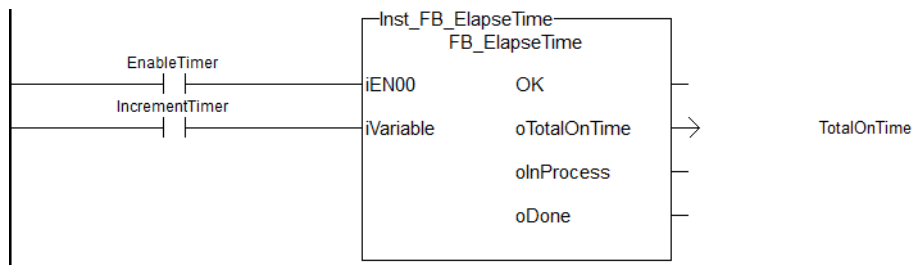 Inst_FB_ElapseTime
FB_ElapseTime
EnableTimer
iEN00 OK
IncrementTimer
iVariable oTotalOnTime TotalOnTime
oInProcess
oDone